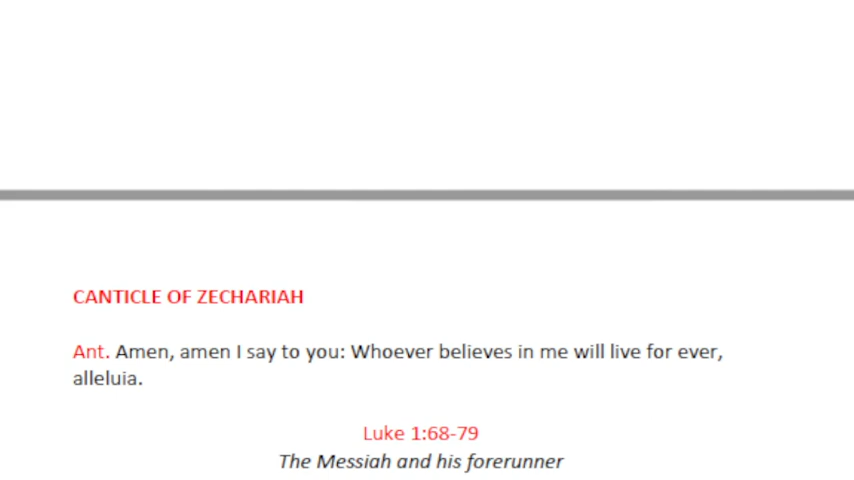 CANTICLE OF ZECHARIAH
Ant. Amen, amen I say to you: Whoever believes in me will live for ever,
alleluia.
Luke 1:68-79
The Messiah and his forerunner